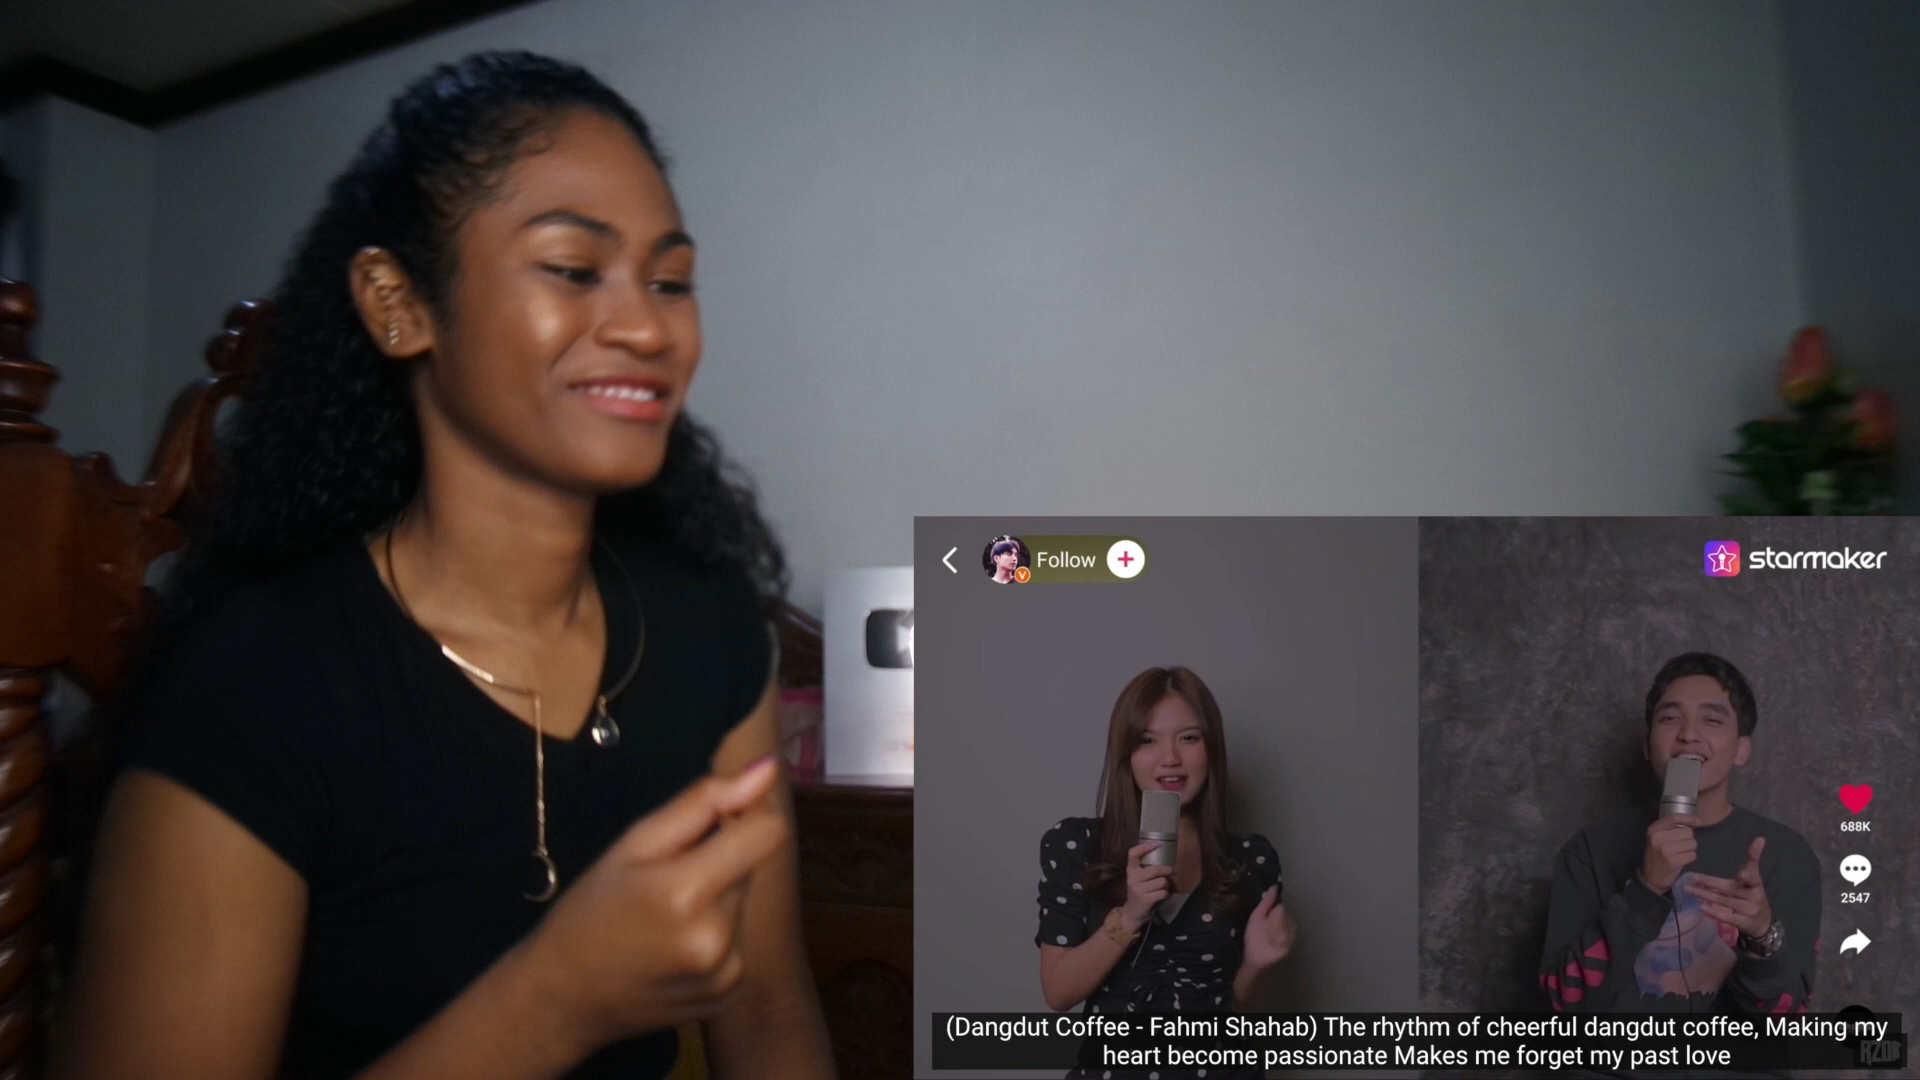 Follow
starmaker
688K
2547
(Dangdut Coffee - Fahmi Shahab) The rhythm of cheerful dangdut coffee, Making my
heart become passionate Makes me forget my past love